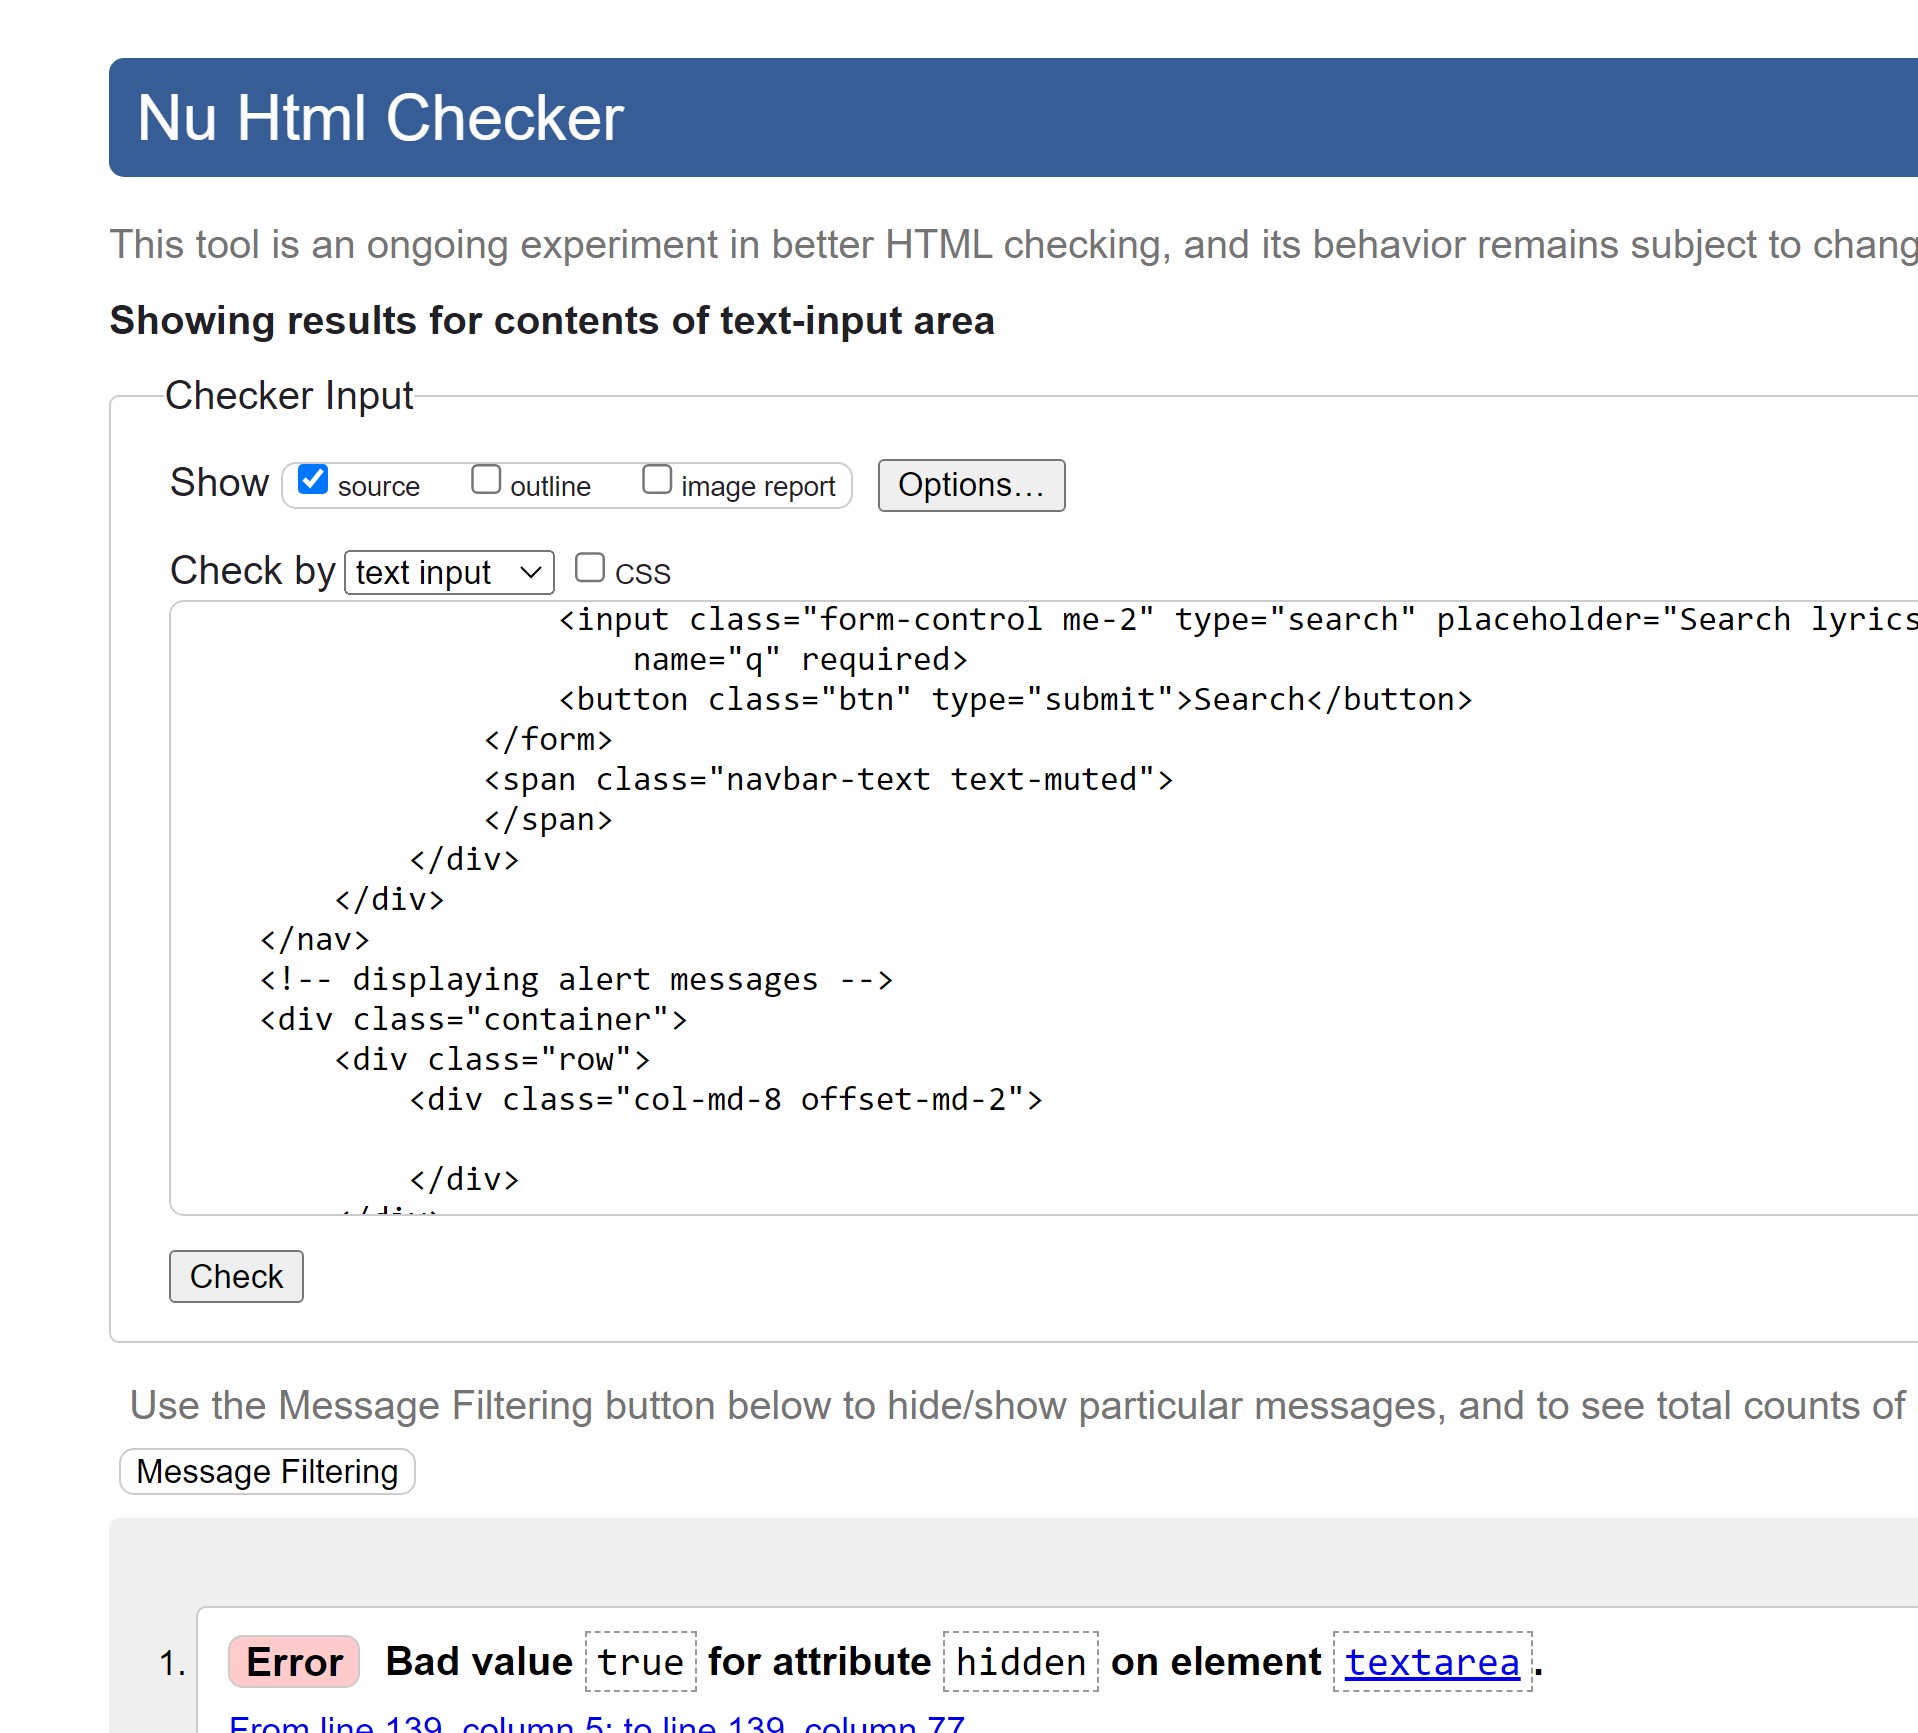 Nu Html Checker
This tool is an ongoing experiment in better HTML checking, and its behavior remains subject to chang
Showing results for contents of text-input area
Checker Input
Show source outline image report Options...
Check by text input CSS
<input class="form-control me-2" type="search" placeholder="Search lyrics
name="q" required>
<button class="btn" type="submit">Search</button>
</form>
<span class="navbar-text text-muted">
</span>
</div>
</div>
</nav>
<!-- displaying alert messages -->
<div class="container">
<div class="row">
<div class="col-md-8 offset-md-2">
</div>
</div>
Check
Use the Message Filtering button below to hide/show particular messages, and to see total counts of
Message Filtering
1. Error Bad value true for attribute hidden on element textarea.
From line 139, column 5; to line 139, column 77